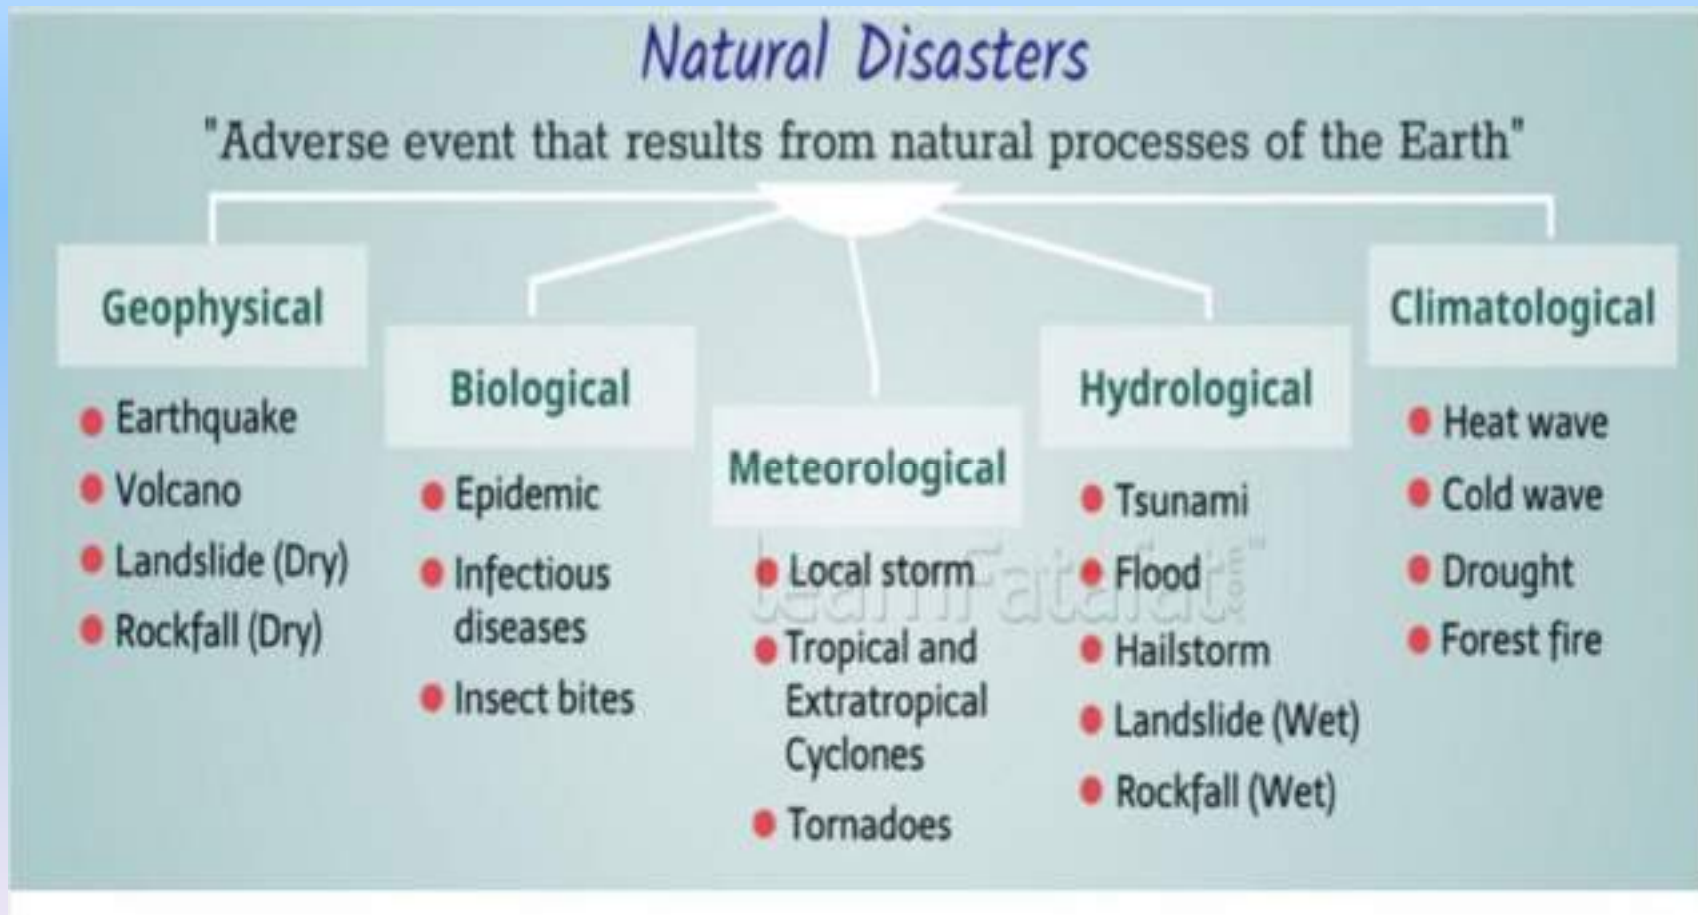 Natural Disasters
"Adverse event that results from natural processes of the Earth"
Geophysical
Earthquake
Volcano
Landslide (Dry)
Rockfall (Dry)
Biological
Epidemic
Infectious
diseases
Insect bites
Meteorological
Local storm
Tropical and
Extratropical
Cyclones
Tornadoes
Hydrological
Tsunami
Flood
Hailstorm
Landslide (Wet)
Rockfall (Wet)
Climatological
Heat wave
Cold wave
Drought
Forest fire
teamFatafat.com